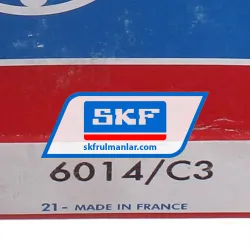 SKF
skfrulmanlar.com
6014/C3
21- MADE IN FRANCE